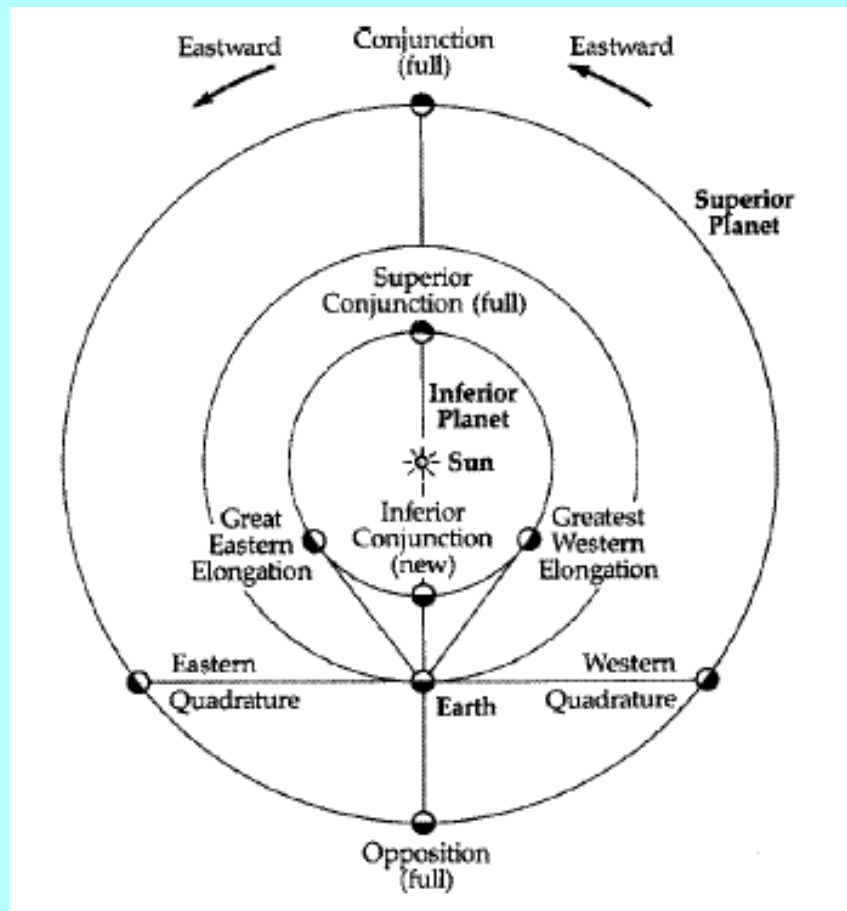 Eastward
Conjunction
(full)
Eastward
Superior
Planet
Superior
Conjunction (full)
Inferior
Planet
Sun
Great
Eastern
Elongation
Inferior
Conjunction
(new)
Greatest
Western
Elongation
Eastern
Quadrature
Earth
Western
Quadrature
Opposition
(full)